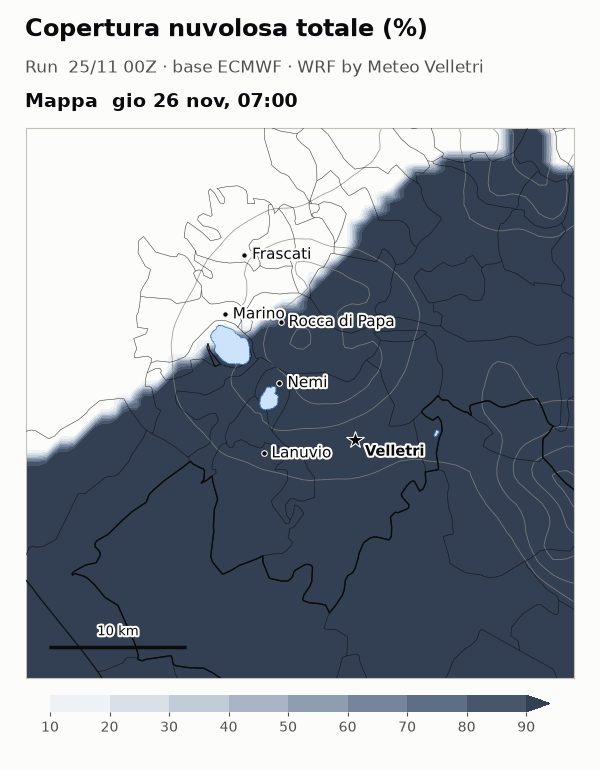 Copertura nuvolosa totale (%)
Run  25/11 00Z · base ECMWF · WRF by Meteo Velletri
Mappa  gio 26 nov, 07:00
Frascati
Marino
Rocca di Papa
Nemi
Velletri
Lanuvio
10 km
10 20 30 40 50 60 70 80 90